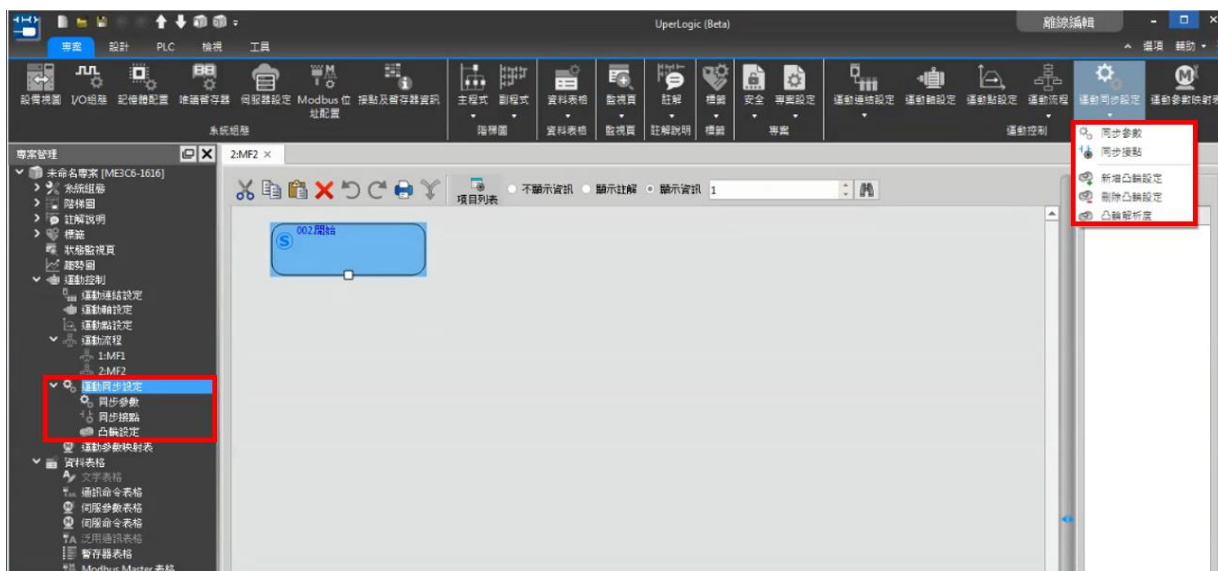 UperLogic (Beta)
離線編輯
專案 設計 PLC 檢視 工具
選項 輔助
設備視圖 I/O組態 記憶體配置 堆疊暫存器 伺服器設定 Modbus 位址配置 接點及暫存器資訊 主程式 副程式 資料表格 監視頁 註解 標籤 安全 專案設定 運動連結設定 運動軸設定 運動點設定 運動流程 運動同步設定 運動參數映射表
系統組態 階梯圖 資料表格 監視頁 註解說明 標籤 專案 運動控制
同步參數
同步接點
新增凸輪設定
刪除凸輪設定
凸輪解析度
專案管理
2:MF2
未命名專案 [ME3C6-1616]
系統組態
階梯圖
註解說明
標籤
狀態監視頁
趨勢圖
運動控制
運動連結設定
運動軸設定
運動點設定
運動流程
1:MF1
2:MF2
運動同步設定
同步參數
同步接點
凸輪設定
運動參數映射表
資料表格
文字表格
通訊命令表格
伺服參數表格
伺服命令表格
泛用通訊表格
暫存器表格
Modbus Master 表格
項目列表 不顯示資訊 顯示註解 顯示資訊 1
S 002.開始